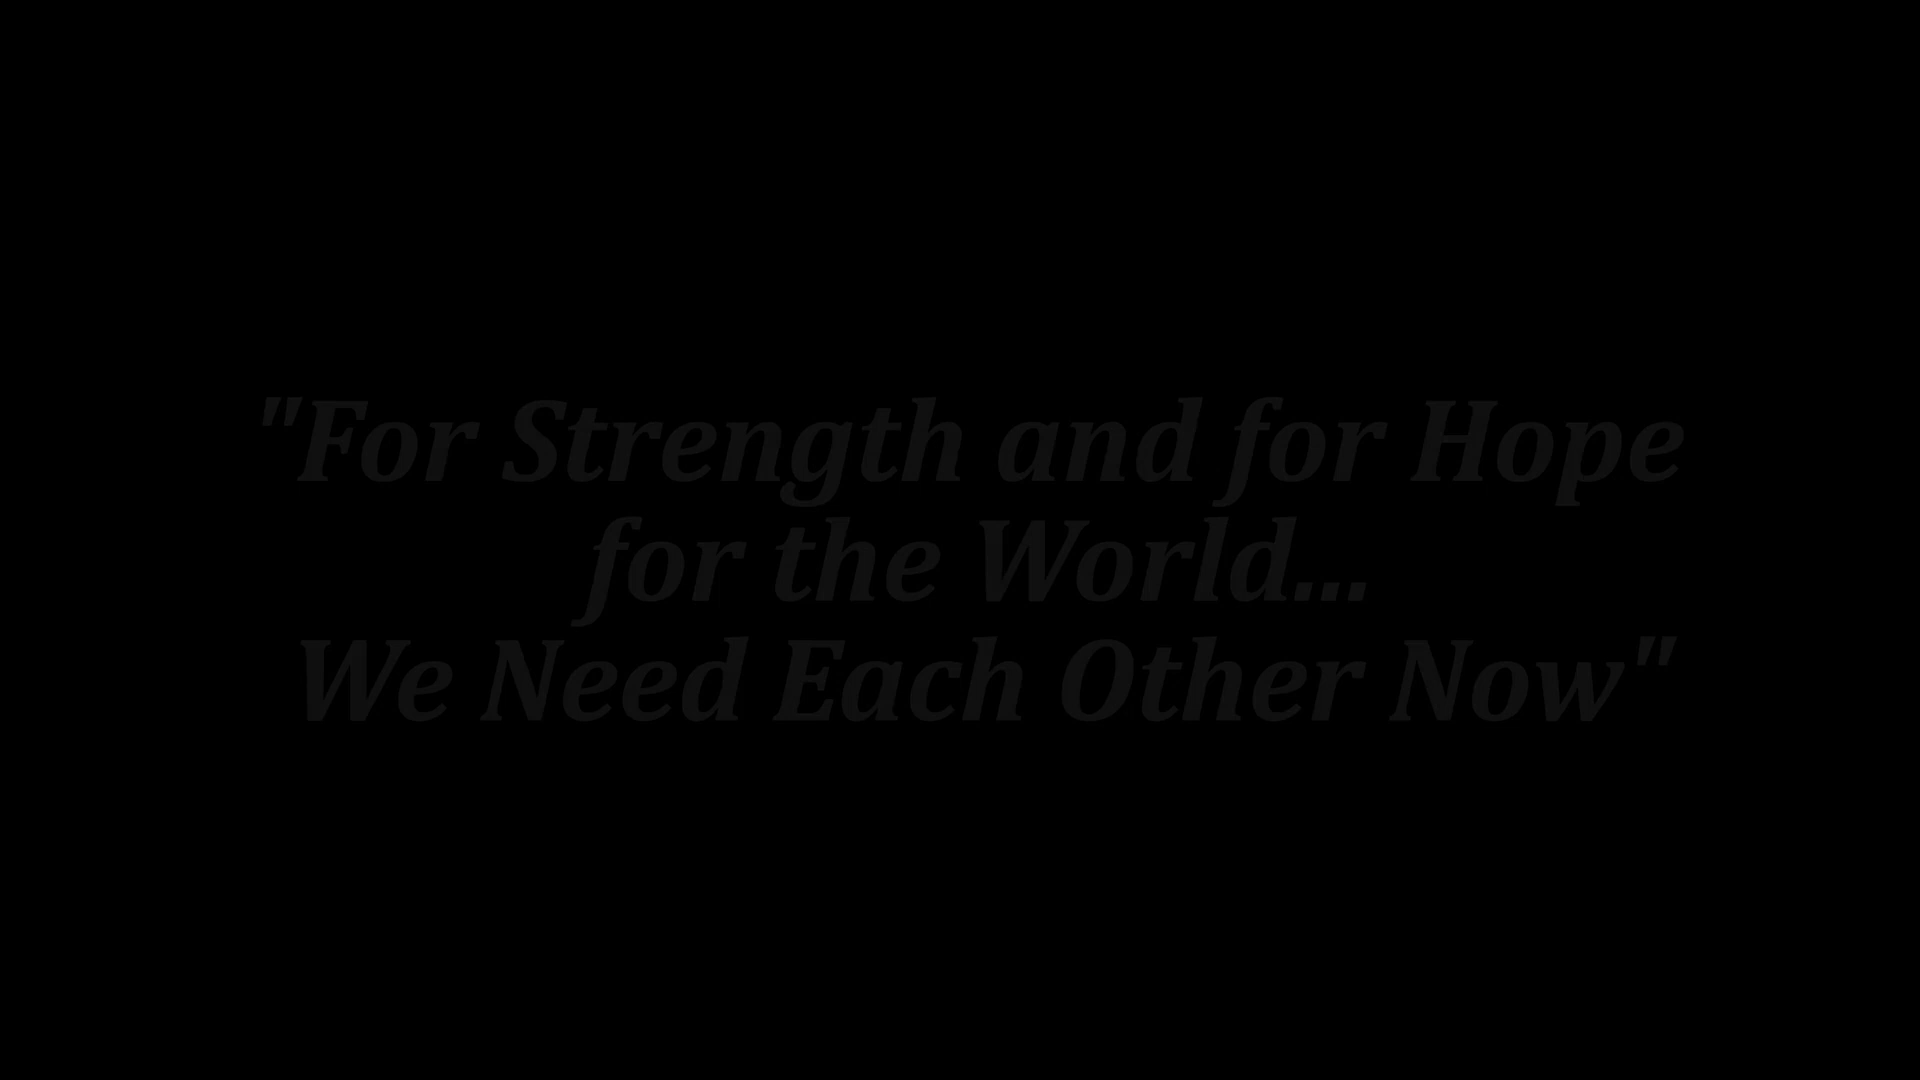 "For Strength and for Hope
for the World...
We Need Each Other Now"